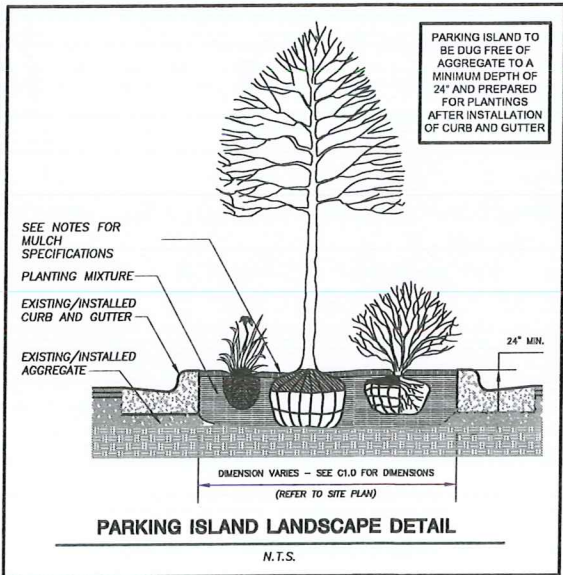 PARKING ISLAND TO
BE DUG FREE OF
AGGREGATE TO A
MINIMUM DEPTH OF
24" AND PREPARED
FOR PLANTINGS
AFTER INSTALLATION
OF CURB AND GUTTER
SEE NOTES FOR
MULCH
SPECIFICATIONS
PLANTING MIXTURE
EXISTING/INSTALLED
CURB AND GUTTER
EXISTING/INSTALLED
AGGREGATE
24" MIN.
DIMENSION VARIES - SEE C1.0 FOR DIMENSIONS
(REFER TO SITE PLAN)
PARKING ISLAND LANDSCAPE DETAIL
N.T.S.